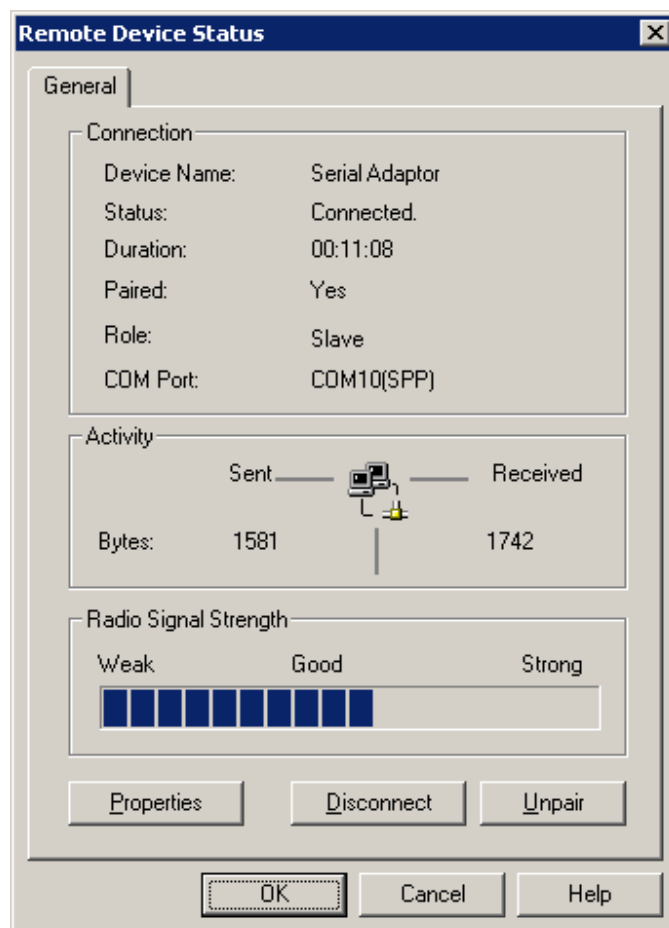 Remote Device Status
General
Connection
Device Name: Serial Adaptor
Status: Connected.
Duration: 00:11:08
Paired: Yes
Role: Slave
COM Port: COM10(SPP)
Activity
Sent Received
Bytes: 1581 1742
Radio Signal Strength
Weak Good Strong
Properties Disconnect Unpair
OK Cancel Help